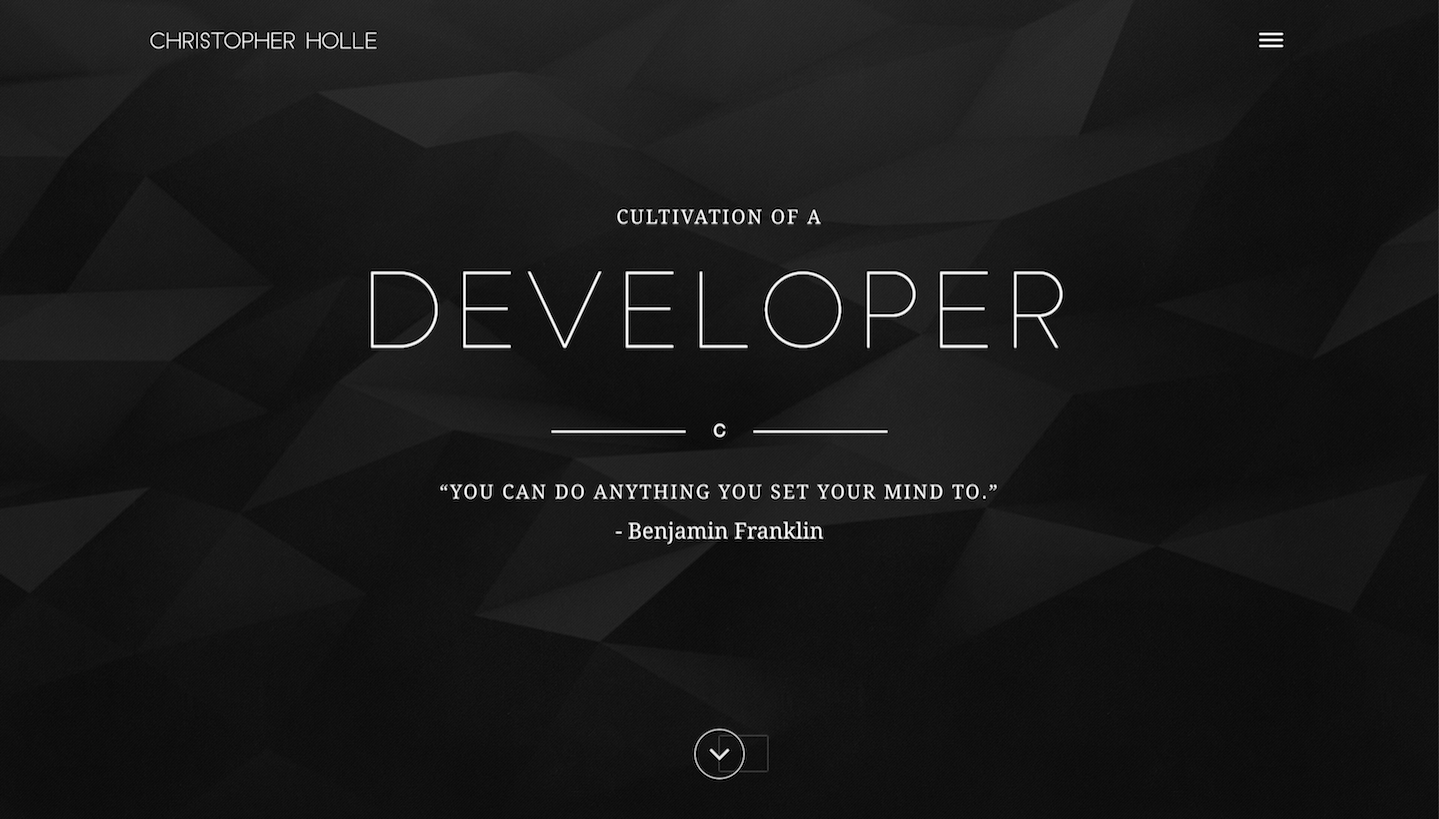 CHRISTOPHER HOLLE
CULTIVATION OF A
DEVELOPER
C
“YOU CAN DO ANYTHING YOU SET YOUR MIND TO.”
- Benjamin Franklin